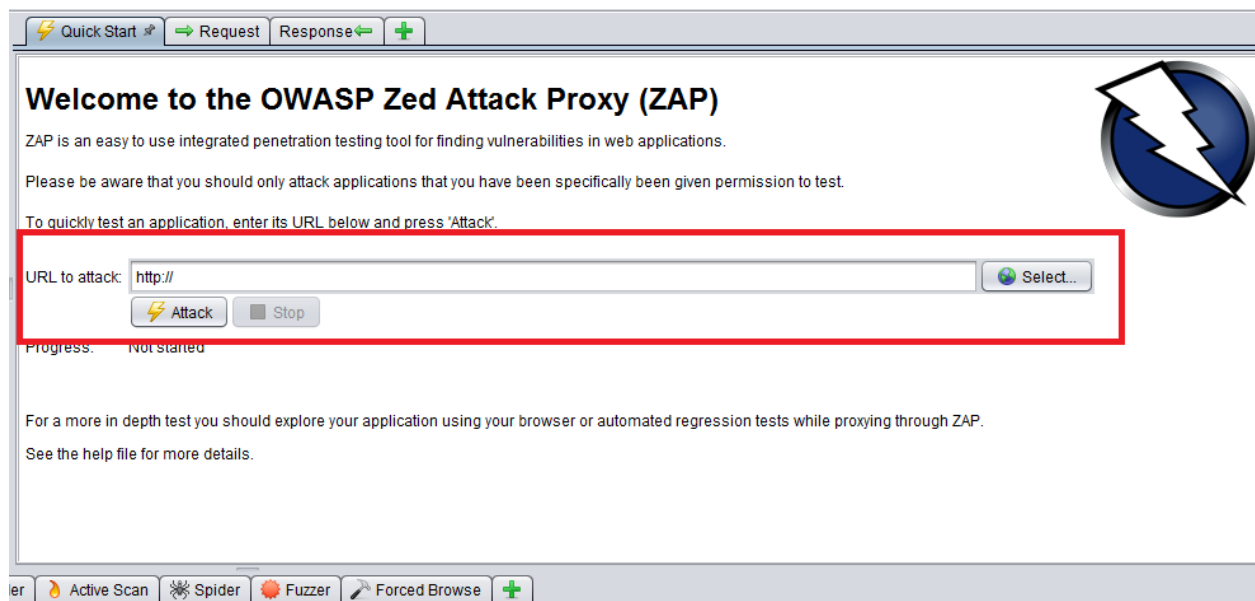 Quick Start Request Response
Welcome to the OWASP Zed Attack Proxy (ZAP)
ZAP is an easy to use integrated penetration testing tool for finding vulnerabilities in web applications.
Please be aware that you should only attack applications that you have been specifically been given permission to test.
To quickly test an application, enter its URL below and press 'Attack'.
URL to attack: http:// Select...
Attack Stop
Progress: Not started
For a more in depth test you should explore your application using your browser or automated regression tests while proxying through ZAP.
See the help file for more details.
er Active Scan Spider Fuzzer Forced Browse